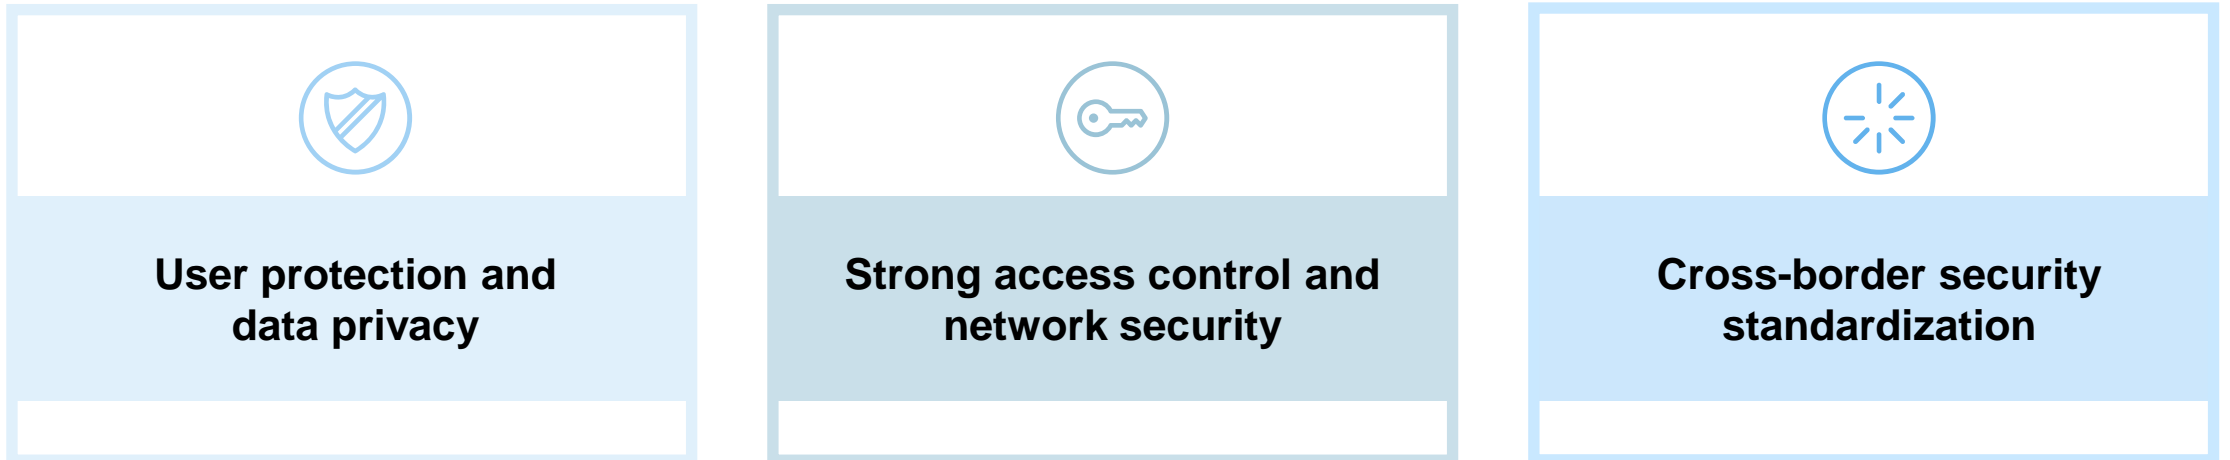 User protection and
data privacy
Strong access control and
network security
Cross-border security
standardization